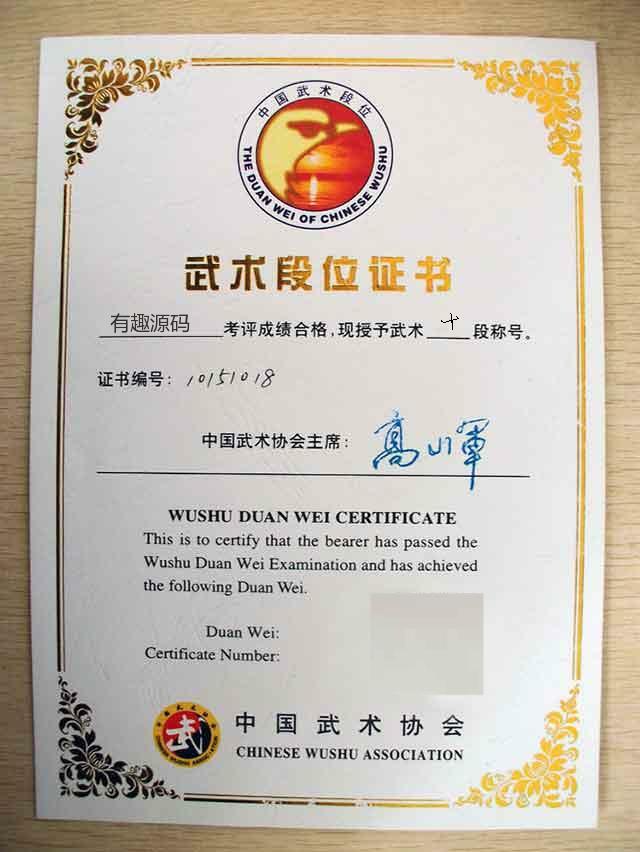 中国武术段位
THE DUAN WEI OF CHINESE WUSHU
武术段位证书
有趣源码 考评成绩合格，现授予武术 十 段称号。
证书编号：10151018
中国武术协会主席：高小军
WUSHU DUAN WEI CERTIFICATE
This is to certify that the bearer has passed the
Wushu Duan Wei Examination and has achieved
the following Duan Wei.
Duan Wei:
Certificate Number:
武
CHINESE WUSHU ASSOCIATION
中国武术协会
CHINESE WUSHU ASSOCIATION